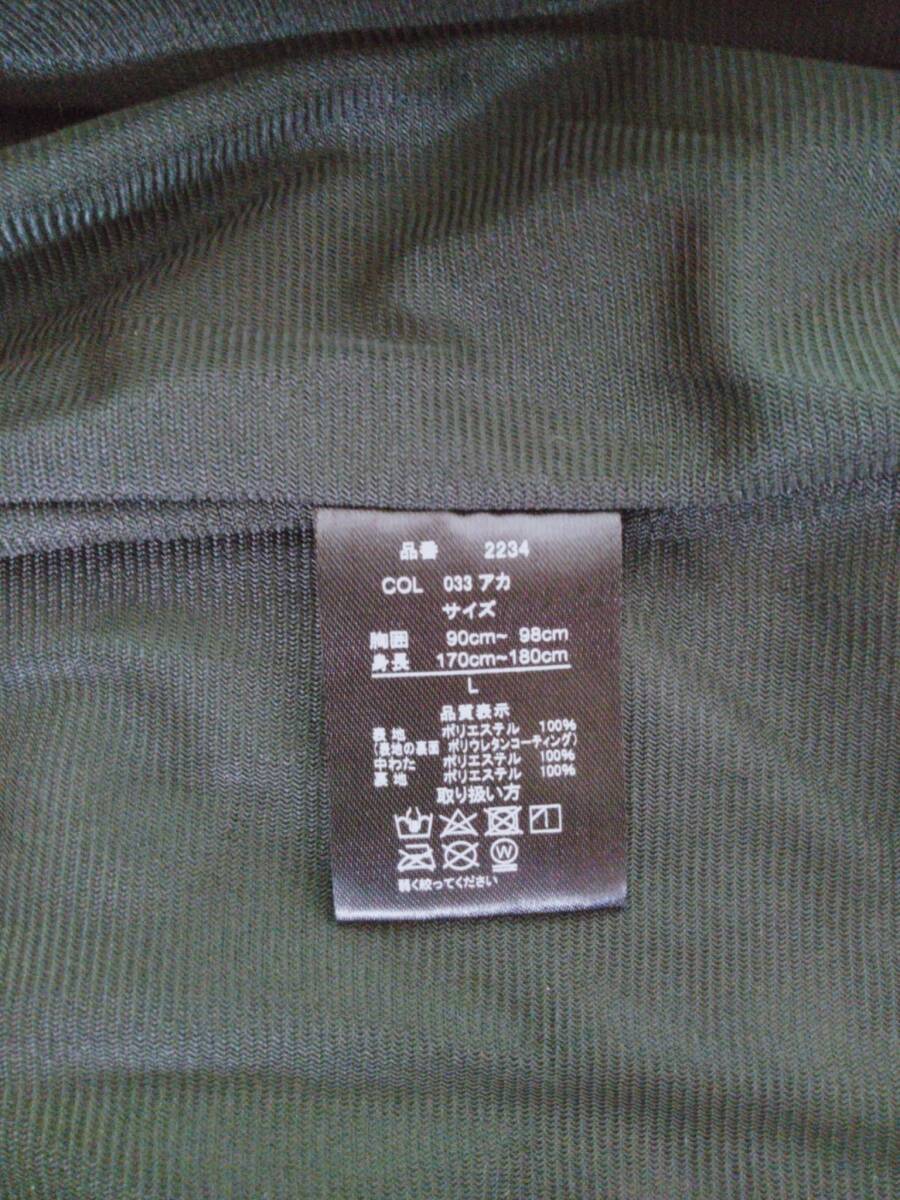 品番 2234
COL 033 アカ
サイズ
胸囲 90cm~ 98cm
身長 170cm~180cm
L
品質表示
表地 ポリエステル 100%
(表地の裏面 ポリウレタンコーティング)
中わた ポリエステル 100%
裏地 ポリエステル 100%
取り扱い方
W
弱く絞ってください